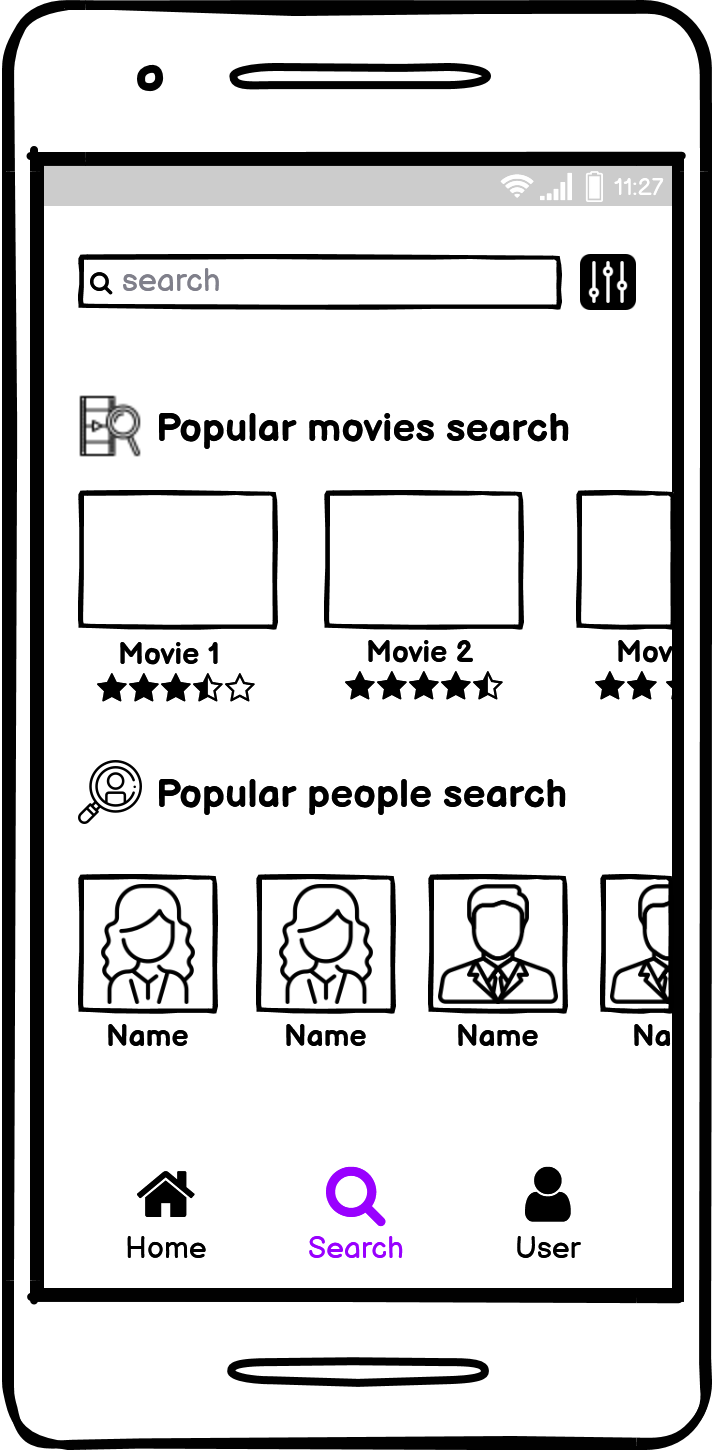 11:27
search
Popular movies search
Movie 1
Movie 2
Mov
Popular people search
Name
Name
Name
Na
Home
Search
User